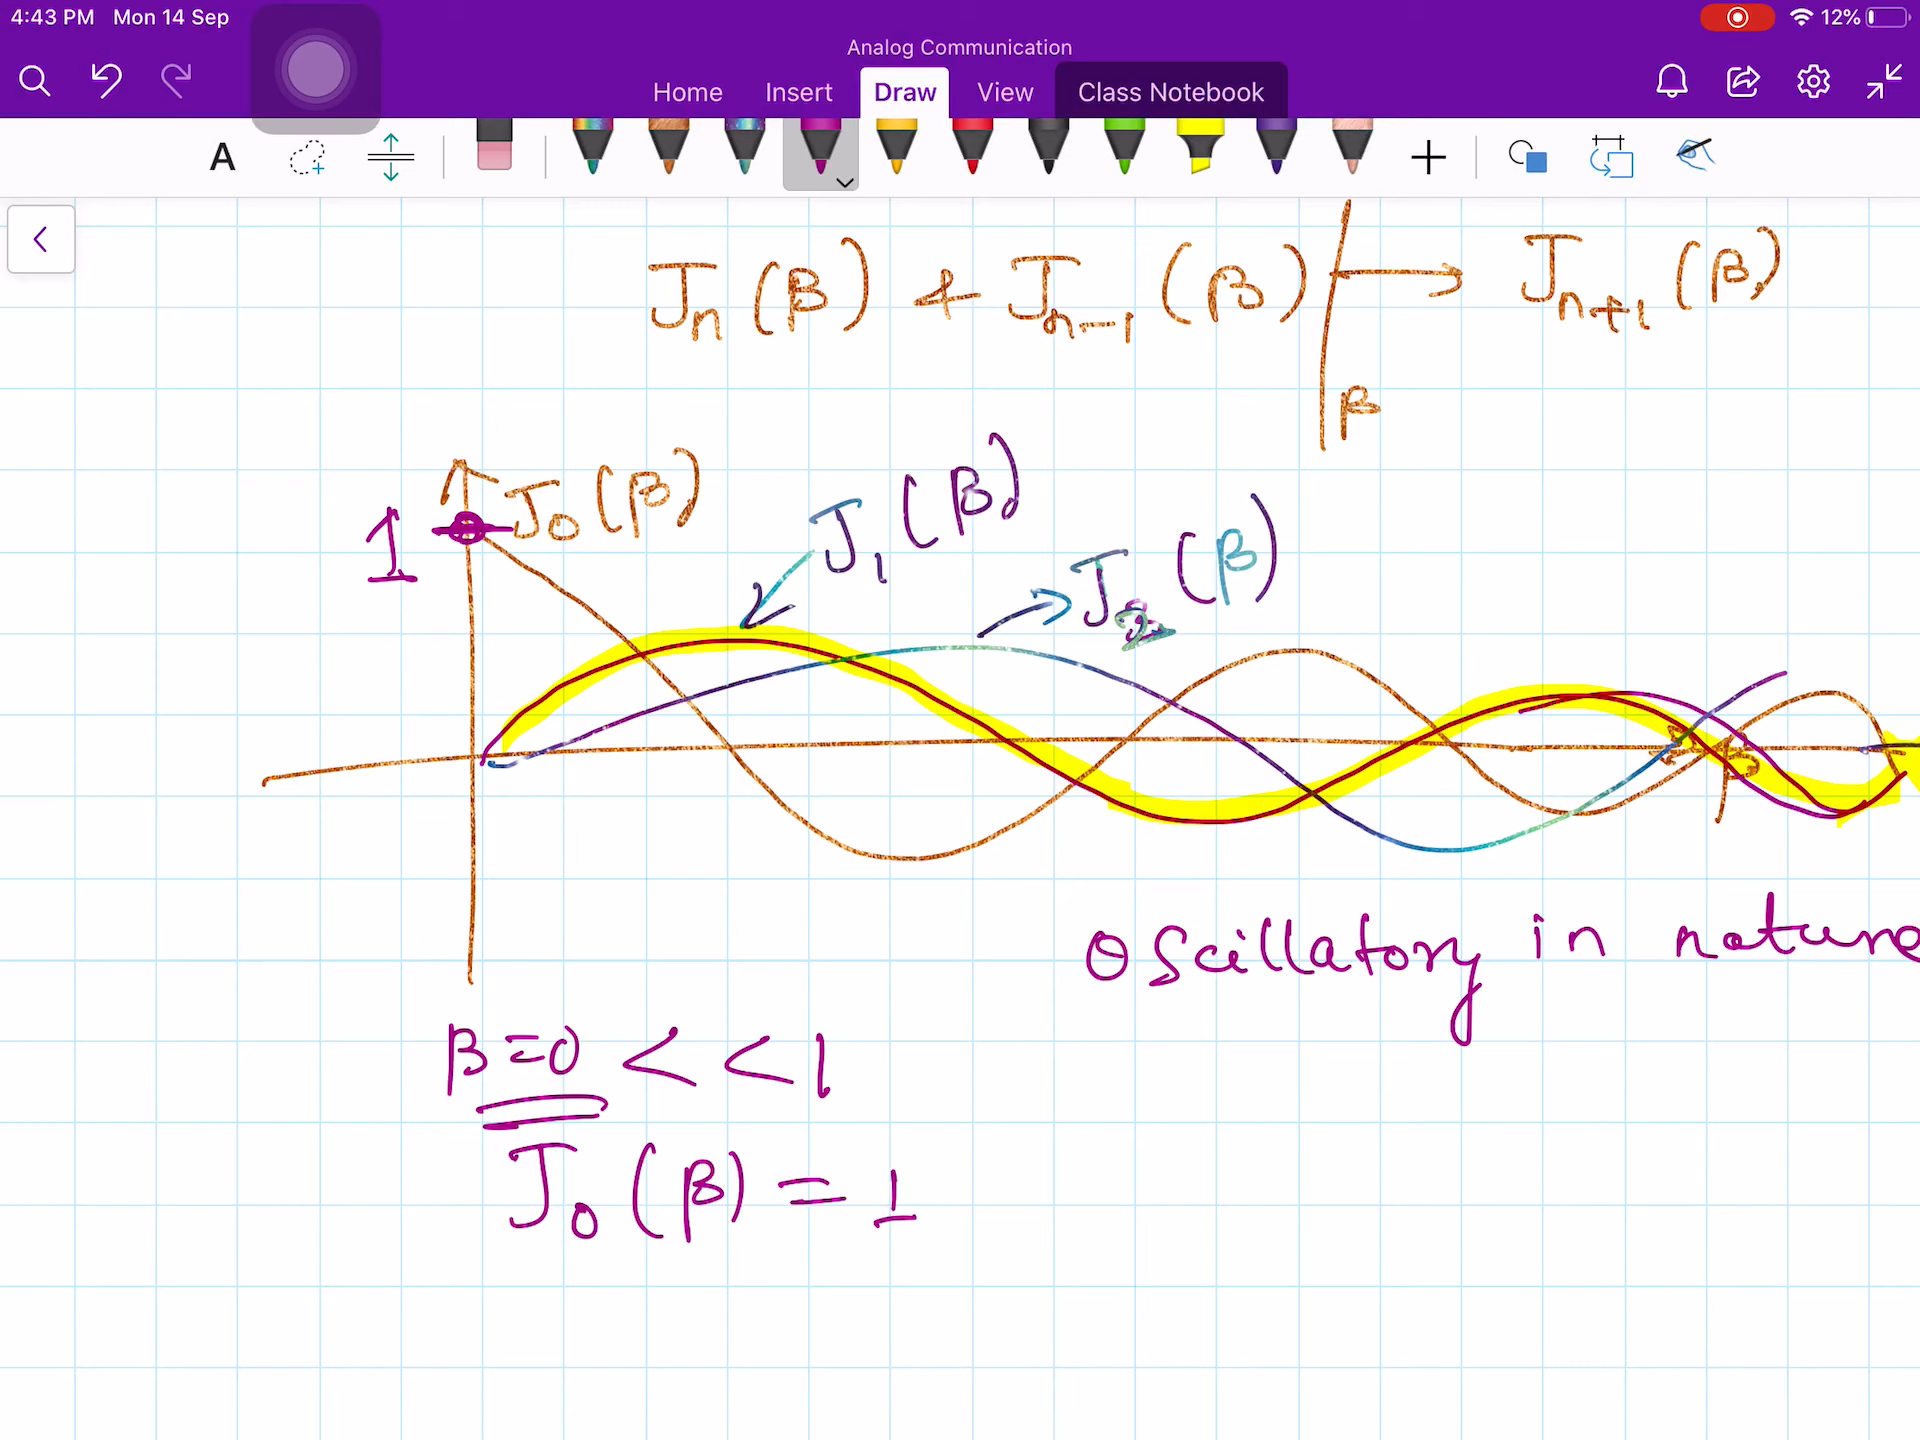 4:43 PM Mon 14 Sep
12%
Analog Communication
Home Insert Draw View Class Notebook
A
Jn(β) & Jn-1(β) | β → Jn+1(β)
1 J0(β)
J1(β)
J2(β)
β
Oscillatory in nature
β=0 < < 1
J0(β) = 1